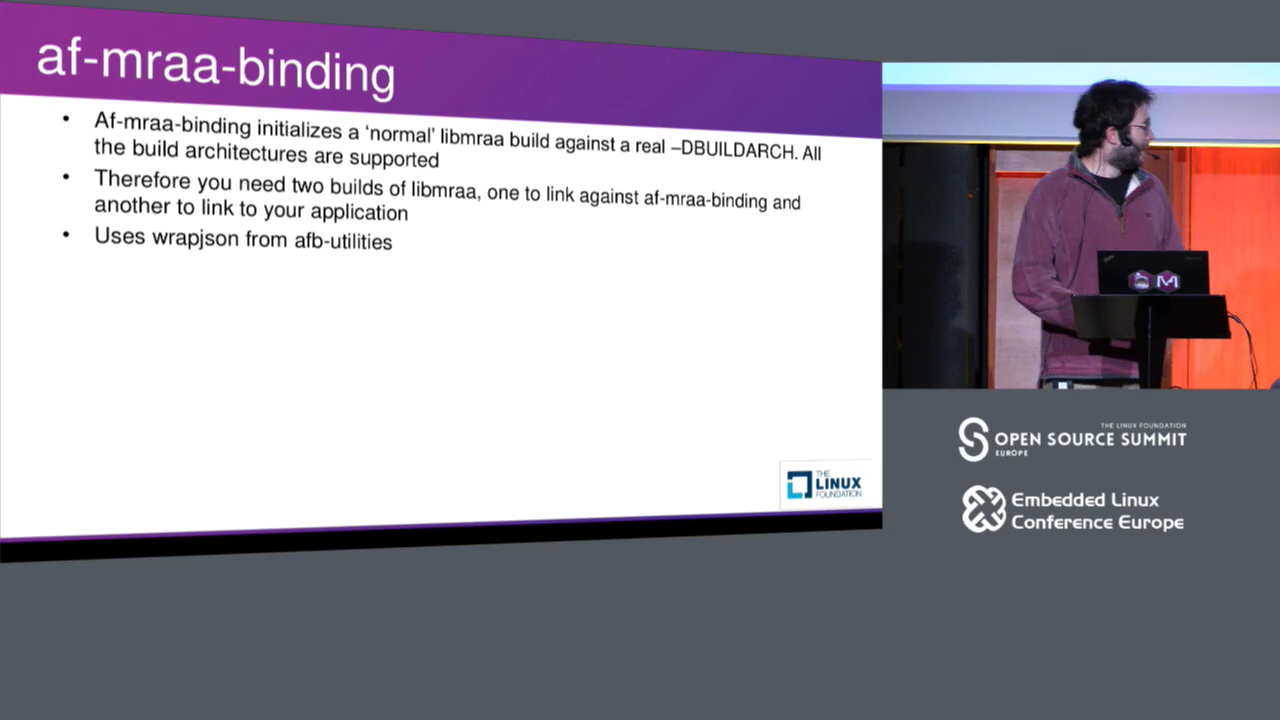 af-mraa-binding
• Af-mraa-binding initializes a ‘normal’ libmraa build against a real –DBUILDARCH. All
the build architectures are supported
• Therefore you need two builds of libmraa, one to link against af-mraa-binding and
another to link to your application
• Uses wrapjson from afb-utilities
THE
LINUX
FOUNDATION
M
THE LINUX FOUNDATION
OPEN SOURCE SUMMIT
EUROPE
Embedded Linux
Conference Europe